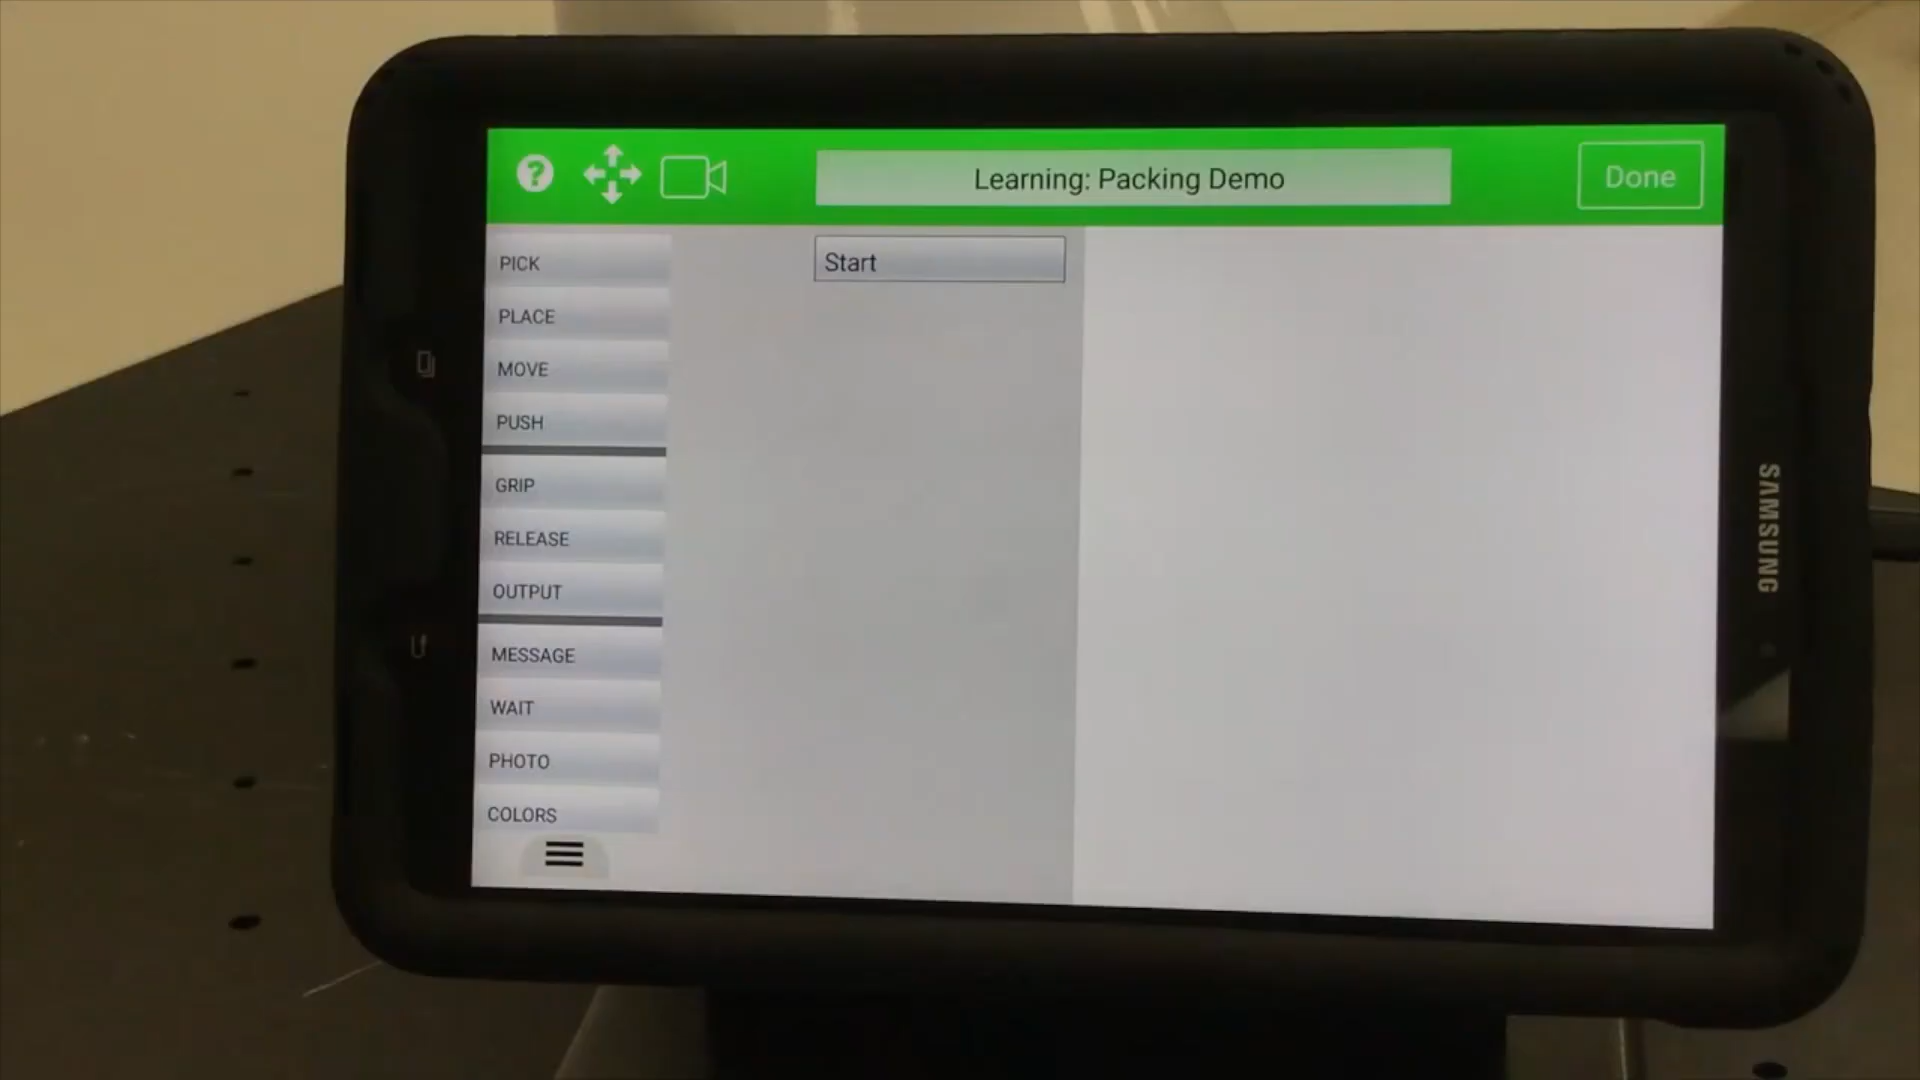 ?
Learning: Packing Demo
Done
PICK
PLACE
MOVE
PUSH
GRIP
RELEASE
OUTPUT
MESSAGE
WAIT
PHOTO
COLORS
Start
SAMSUNG